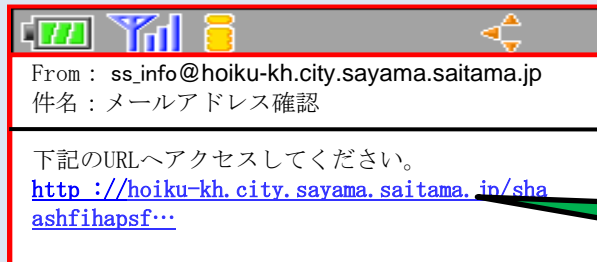 From： ss_info@hoiku-kh.city.sayama.saitama.jp
件名：メールアドレス確認
下記のURLへアクセスしてください。
http ://hoiku-kh.city.sayama.saitama.jp/sha
ashfihapsf…